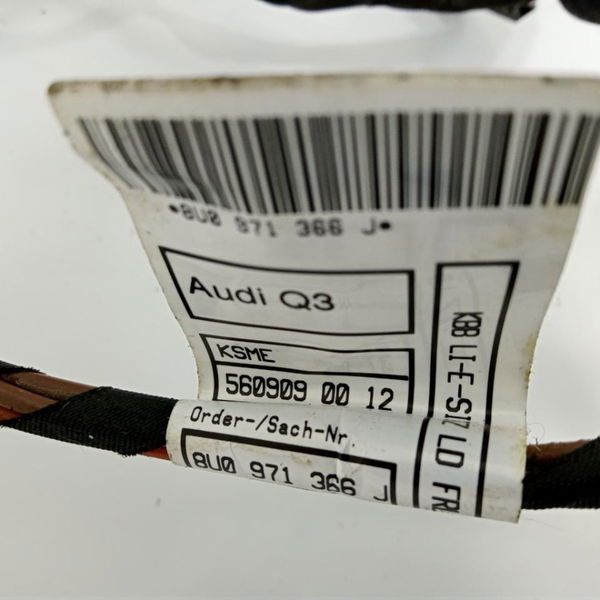 *8U0 971 366 J*
Audi Q3
KSME
560909 00 12
Order-/Sach-Nr.
8U0 971 366 J
KBB LI-E-SIZ LD